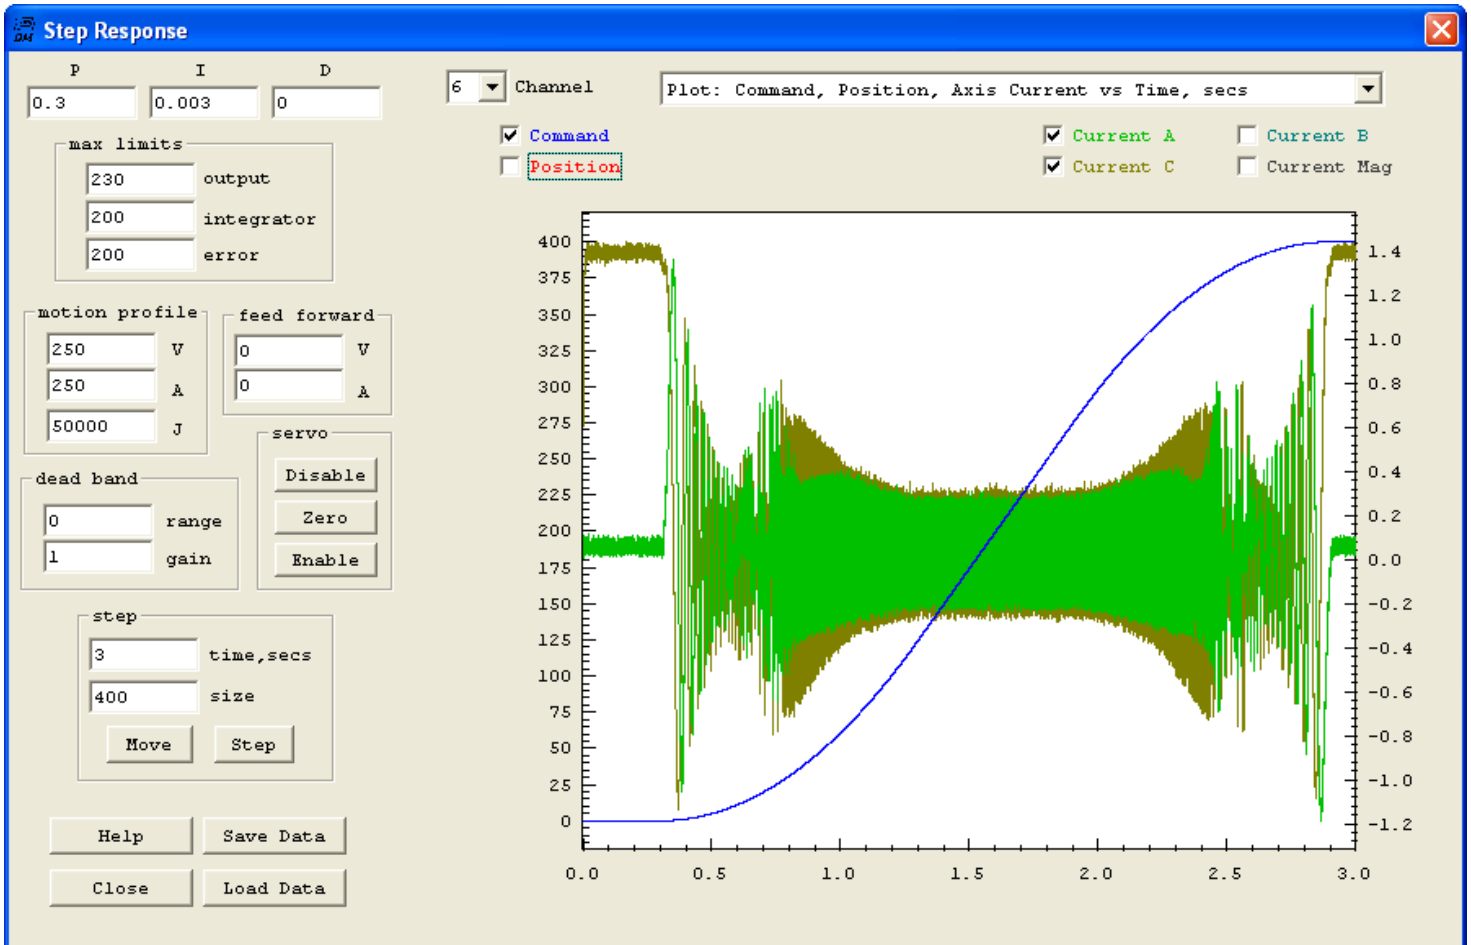 Step Response
P I D
0.3 0.003 0
6 Channel
Plot: Command, Position, Axis Current vs Time, secs
Command
Position
Current A
Current B
Current C
Current Mag
max limits
230 output
200 integrator
200 error
motion profile
250 V
250 A
50000 J
feed forward
0 V
0 A
servo
Disable
Zero
Enable
dead band
0 range
1 gain
step
3 time,secs
400 size
Move Step
Help Save Data
Close Load Data
400
375
350
325
300
275
250
225
200
175
150
125
100
75
50
25
0
1.4
1.2
1.0
0.8
0.6
0.4
0.2
0.0
-0.2
-0.4
-0.6
-0.8
-1.0
-1.2
0.0 0.5 1.0 1.5 2.0 2.5 3.0